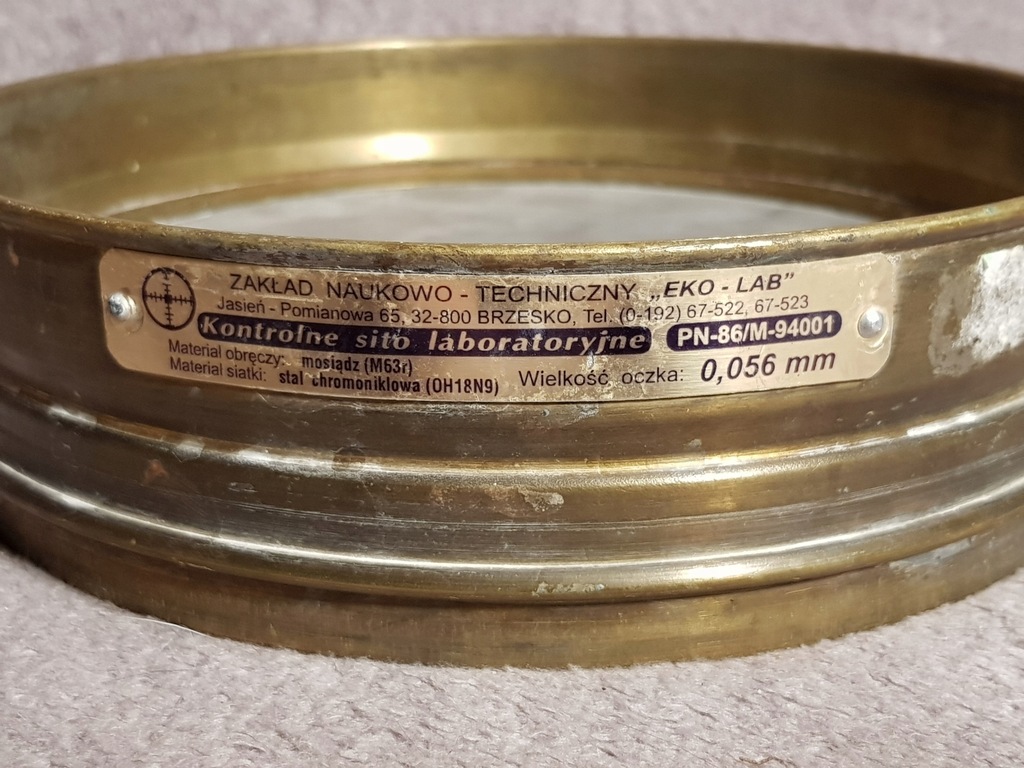 ZAKŁAD NAUKOWO - TECHNICZNY „EKO - LAB”
Jasień - Pomianowa 65, 32-800 BRZESKO, Tel. (0-192) 67-522, 67-523
Kontrolne sito laboratoryjne PN-86/M-94001
Materiał obręczy: mosiądz (M63r)
Materiał siatki: stal chromoniklowa (OH18N9) Wielkość oczka: 0,056 mm